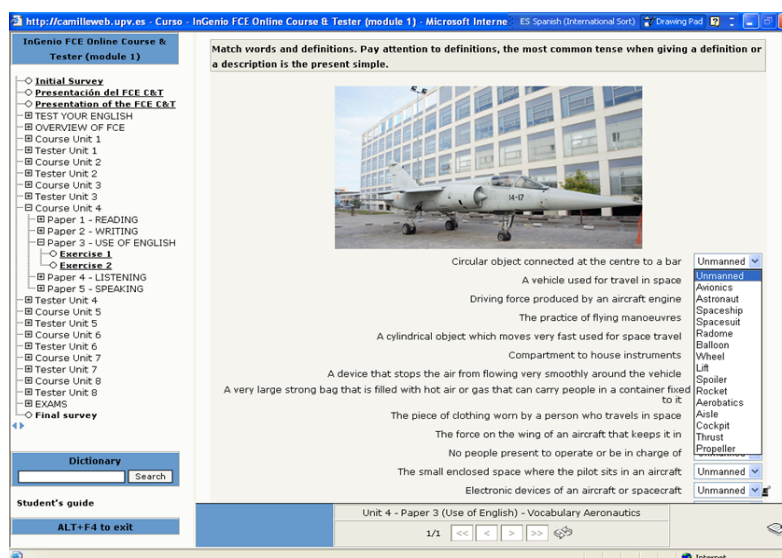 http://camilleweb.upv.es - Curso - InGenio FCE Online Course & Tester (module 1) - Microsoft Interne
ES Spanish (International Sort)
Drawing Pad
InGenio FCE Online Course &
Tester (module 1)
Initial Survey
Presentación del FCE C&T
Presentation of the FCE C&T
TEST YOUR ENGLISH
OVERVIEW OF FCE
Course Unit 1
Tester Unit 1
Course Unit 2
Tester Unit 2
Course Unit 3
Tester Unit 3
Course Unit 4
Paper 1 - READING
Paper 2 - WRITING
Paper 3 - USE OF ENGLISH
Exercise 1
Exercise 2
Paper 4 - LISTENING
Paper 5 - SPEAKING
Tester Unit 4
Course Unit 5
Tester Unit 5
Course Unit 6
Tester Unit 6
Course Unit 7
Tester Unit 7
Course Unit 8
Tester Unit 8
EXAMS
Final survey
Dictionary
Search
Student's guide
ALT+F4 to exit
Match words and definitions. Pay attention to definitions, the most common tense when giving a definition or
a description is the present simple.
14-17
Circular object connected at the centre to a bar
Unmanned
A vehicle used for travel in space
Driving force produced by an aircraft engine
The practice of flying manoeuvres
A cylindrical object which moves very fast used for space travel
Compartment to house instruments
A device that stops the air from flowing very smoothly around the vehicle
A very large strong bag that is filled with hot air or gas that can carry people in a container fixed
to it
The piece of clothing worn by a person who travels in space
The force on the wing of an aircraft that keeps it in
No people present to operate or be in charge of
The small enclosed space where the pilot sits in an aircraft
Unmanned
Electronic devices of an aircraft or spacecraft
Unmanned
Unmanned
Avionics
Astronaut
Spaceship
Spacesuit
Radome
Balloon
Wheel
Lift
Spoiler
Rocket
Aerobatics
Aisle
Cockpit
Thrust
Propeller
Unit 4 - Paper 3 (Use of English) - Vocabulary Aeronautics
1/1
<< < > >>
Internet